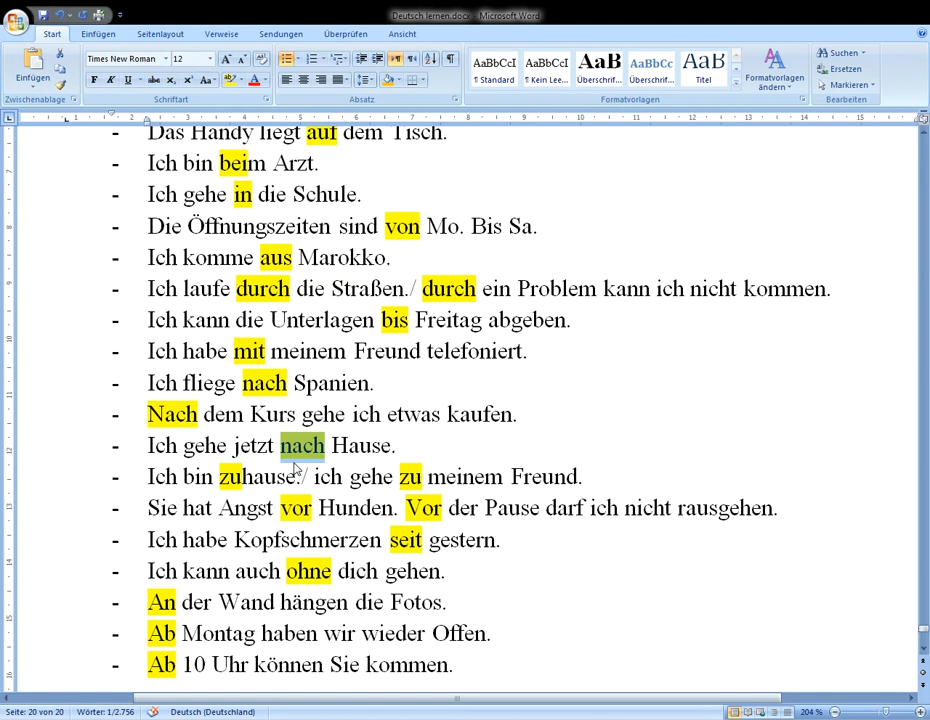 Deutsch lernen.docx - Microsoft Word
Start Einfügen Seitenlayout Verweise Sendungen Überprüfen Ansicht
Times New Roman 12
Einfügen
F K U abc x₂ x² Aa
AaBbCcI AaBbCcI AaB AaBbCc AaB
¶ Standard ¶ Kein Lee... Überschrif... Überschrif... Titel
Formatvorlagen ändern
Suchen
Ersetzen
Markieren
Zwischenablage Schriftart Absatz Formatvorlagen Bearbeiten
- Das Handy liegt auf dem Tisch.
- Ich bin beim Arzt.
- Ich gehe in die Schule.
- Die Öffnungszeiten sind von Mo. Bis Sa.
- Ich komme aus Marokko.
- Ich laufe durch die Straßen./ durch ein Problem kann ich nicht kommen.
- Ich kann die Unterlagen bis Freitag abgeben.
- Ich habe mit meinem Freund telefoniert.
- Ich fliege nach Spanien.
- Nach dem Kurs gehe ich etwas kaufen.
- Ich gehe jetzt nach Hause.
- Ich bin zuhause./ ich gehe zu meinem Freund.
- Sie hat Angst vor Hunden. Vor der Pause darf ich nicht rausgehen.
- Ich habe Kopfschmerzen seit gestern.
- Ich kann auch ohne dich gehen.
- An der Wand hängen die Fotos.
- Ab Montag haben wir wieder Offen.
- Ab 10 Uhr können Sie kommen.
Seite: 20 von 20 Wörter: 1/2.756 Deutsch (Deutschland) 204 %